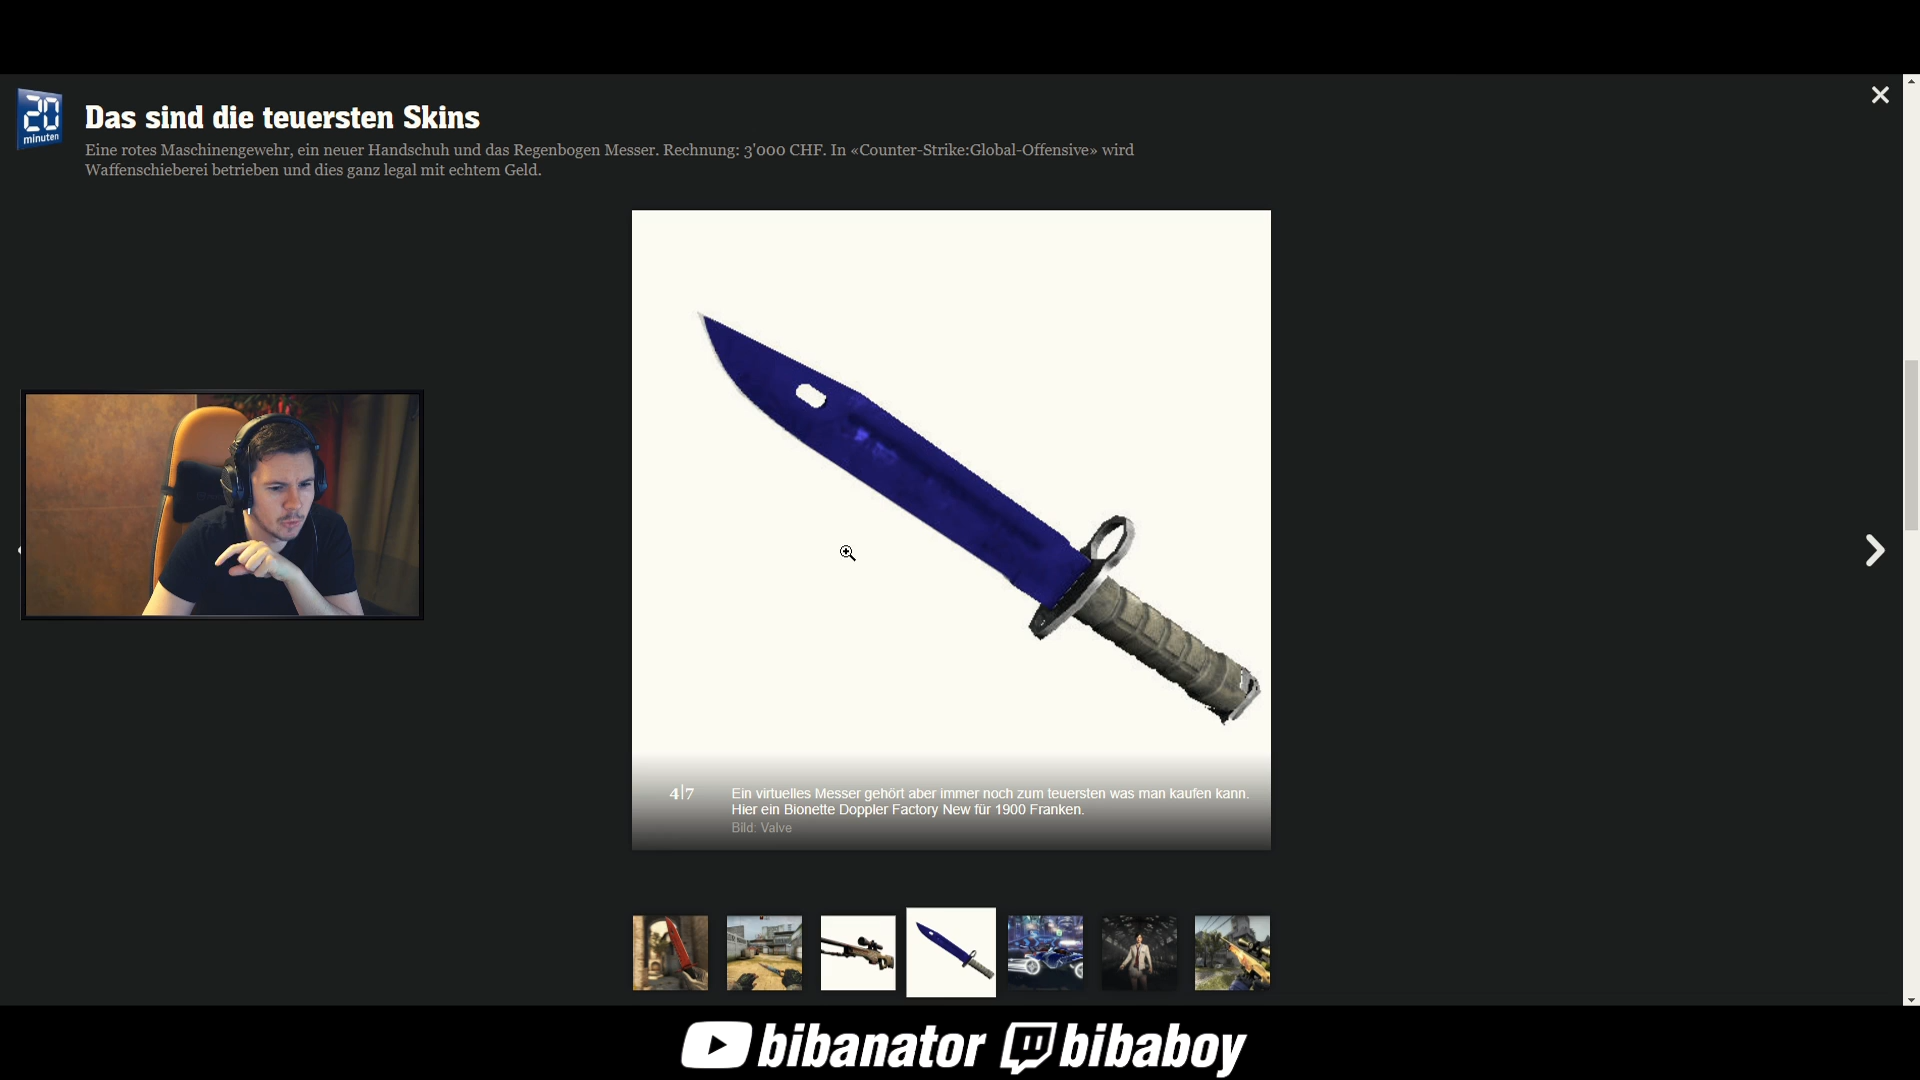 20
minuten
Das sind die teuersten Skins
Eine rotes Maschinengewehr, ein neuer Handschuh und das Regenbogen Messer. Rechnung: 3'000 CHF. In «Counter-Strike:Global-Offensive» wird
Waffenschieberei betrieben und dies ganz legal mit echtem Geld.
4|7
Ein virtuelles Messer gehört aber immer noch zum teuersten was man kaufen kann.
Hier ein Bionette Doppler Factory New für 1900 Franken.
Bild: Valve
bibanator bibaboy